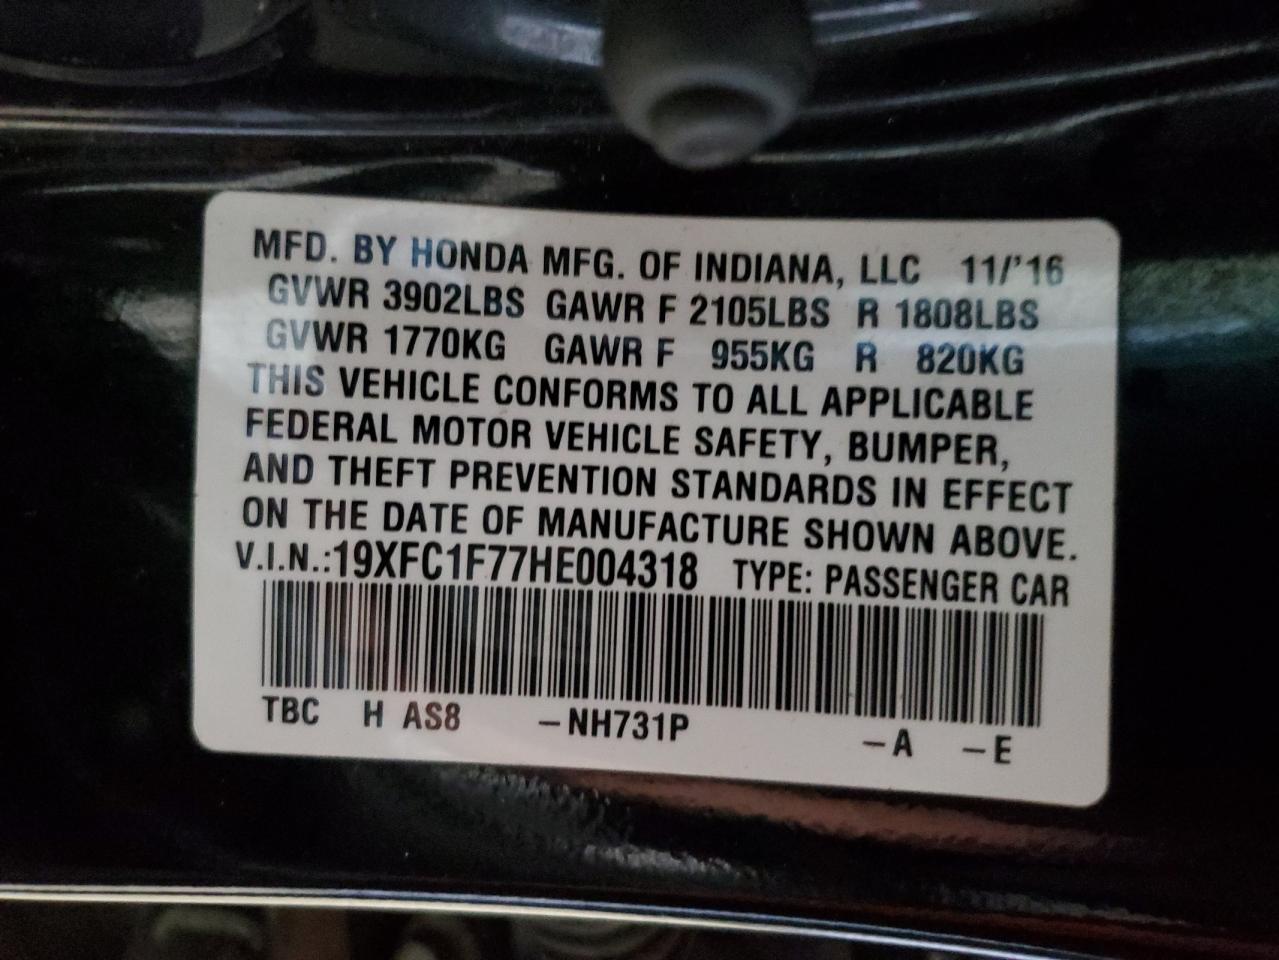 MFD. BY HONDA MFG. OF INDIANA, LLC 11/'16
GVWR 3902LBS GAWR F 2105LBS R 1808LBS
GVWR 1770KG GAWR F 955KG R 820KG
THIS VEHICLE CONFORMS TO ALL APPLICABLE
FEDERAL MOTOR VEHICLE SAFETY, BUMPER,
AND THEFT PREVENTION STANDARDS IN EFFECT
ON THE DATE OF MANUFACTURE SHOWN ABOVE.
V.I.N.:19XFC1F77HE004318 TYPE: PASSENGER CAR
TBC H AS8 –NH731P –A –E